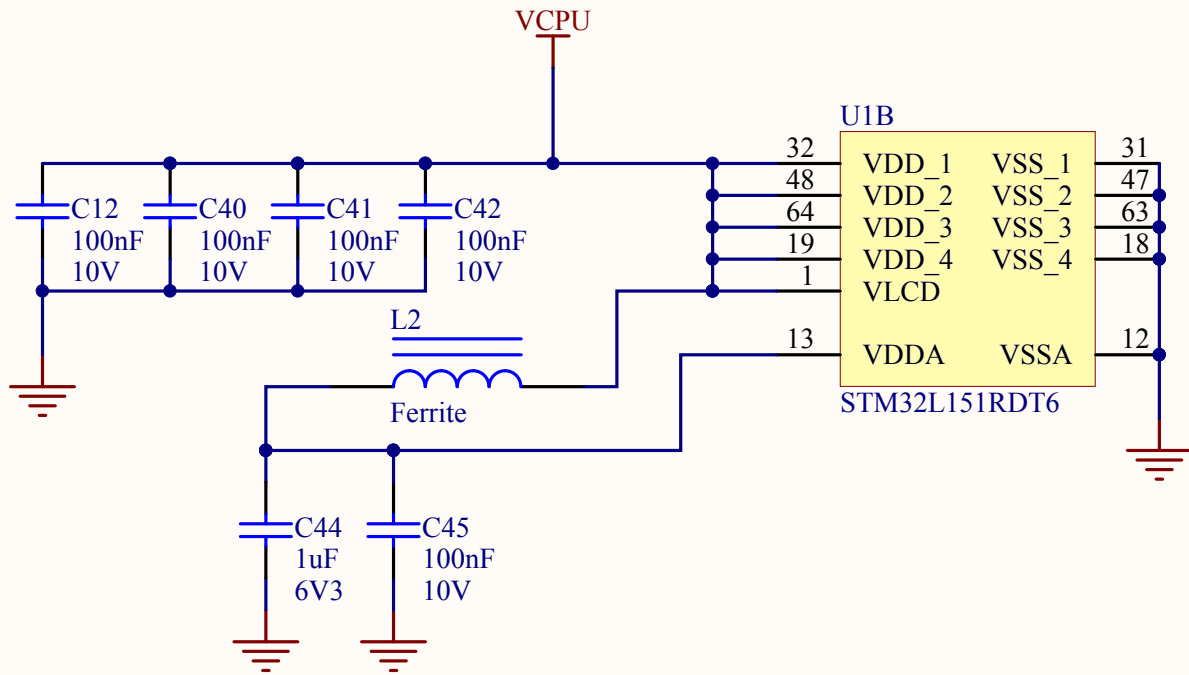 VCPU
U1B
32 VDD_1 VSS_1 31
48 VDD_2 VSS_2 47
64 VDD_3 VSS_3 63
19 VDD_4 VSS_4 18
1 VLCD
13 VDDA VSSA 12
STM32L151RDT6
C12 C40 C41 C42
100nF 100nF 100nF 100nF
10V 10V 10V 10V
L2
Ferrite
C44 C45
1uF 100nF
6V3 10V